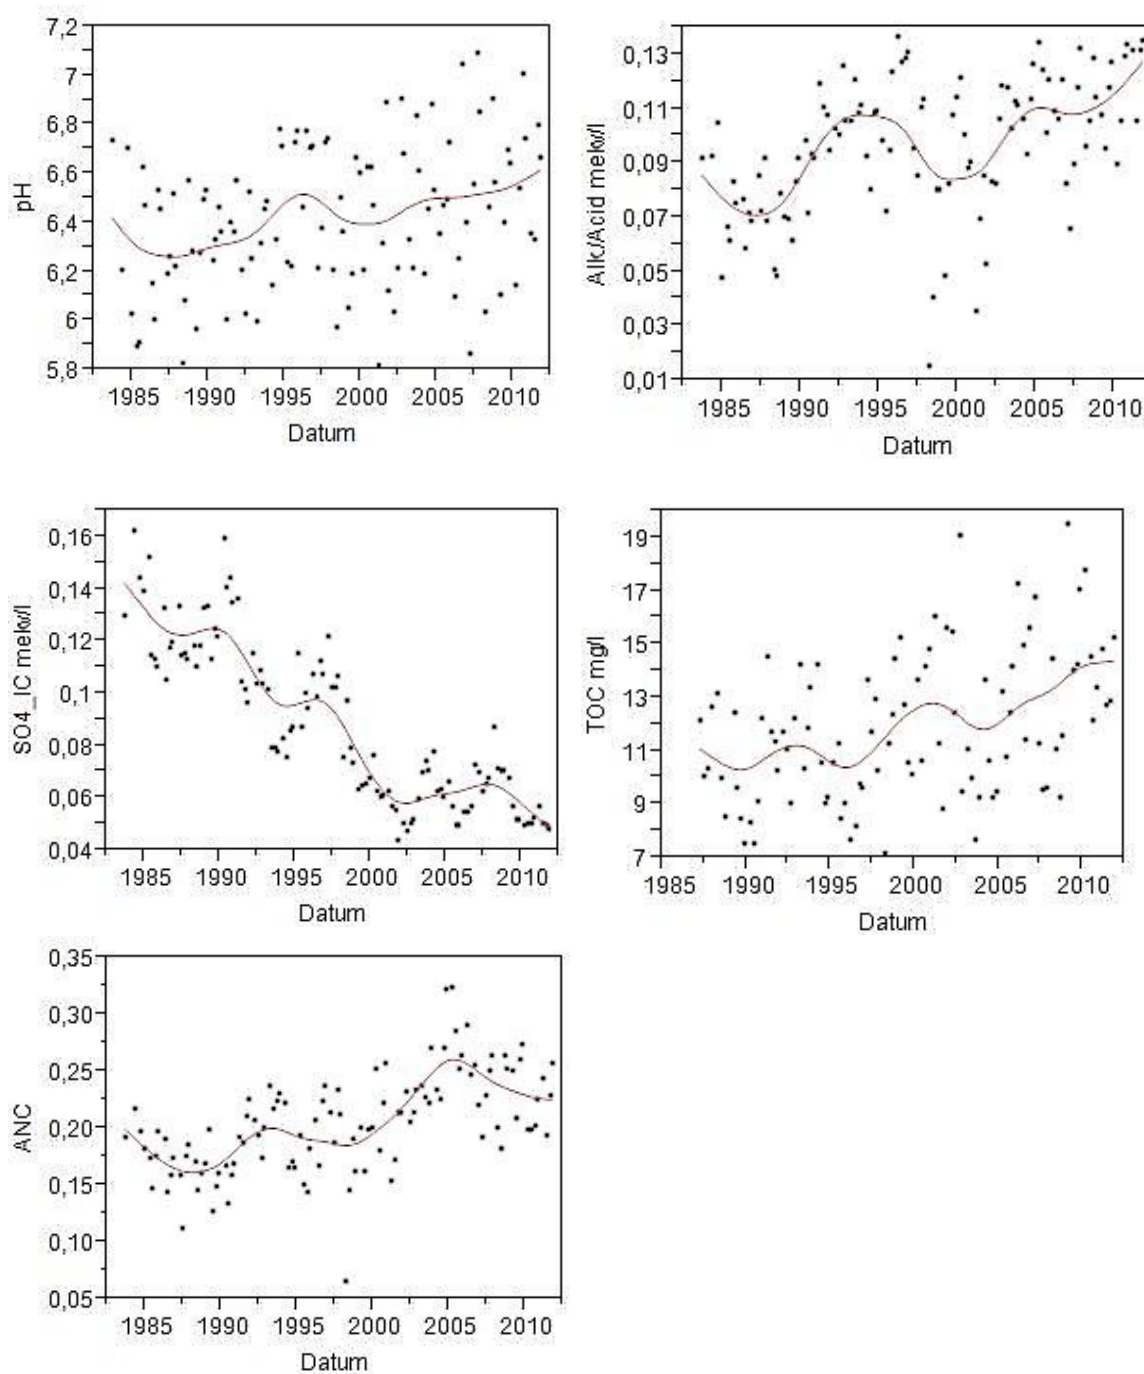 7,2
7
6,8
6,6
6,4
6,2
6
5,8
pH
1985 1990 1995 2000 2005 2010
Datum
0,13
0,11
0,09
0,07
0,05
0,03
0,01
Alk./Acid mekv/l
1985 1990 1995 2000 2005 2010
Datum
0,16
0,14
0,12
0,1
0,08
0,06
0,04
SO4_IC mekv/l
1985 1990 1995 2000 2005 2010
Datum
19
17
15
13
11
9
7
TOC mg/l
1985 1990 1995 2000 2005 2010
Datum
0,35
0,30
0,25
0,20
0,15
0,10
0,05
ANC
1985 1990 1995 2000 2005 2010
Datum